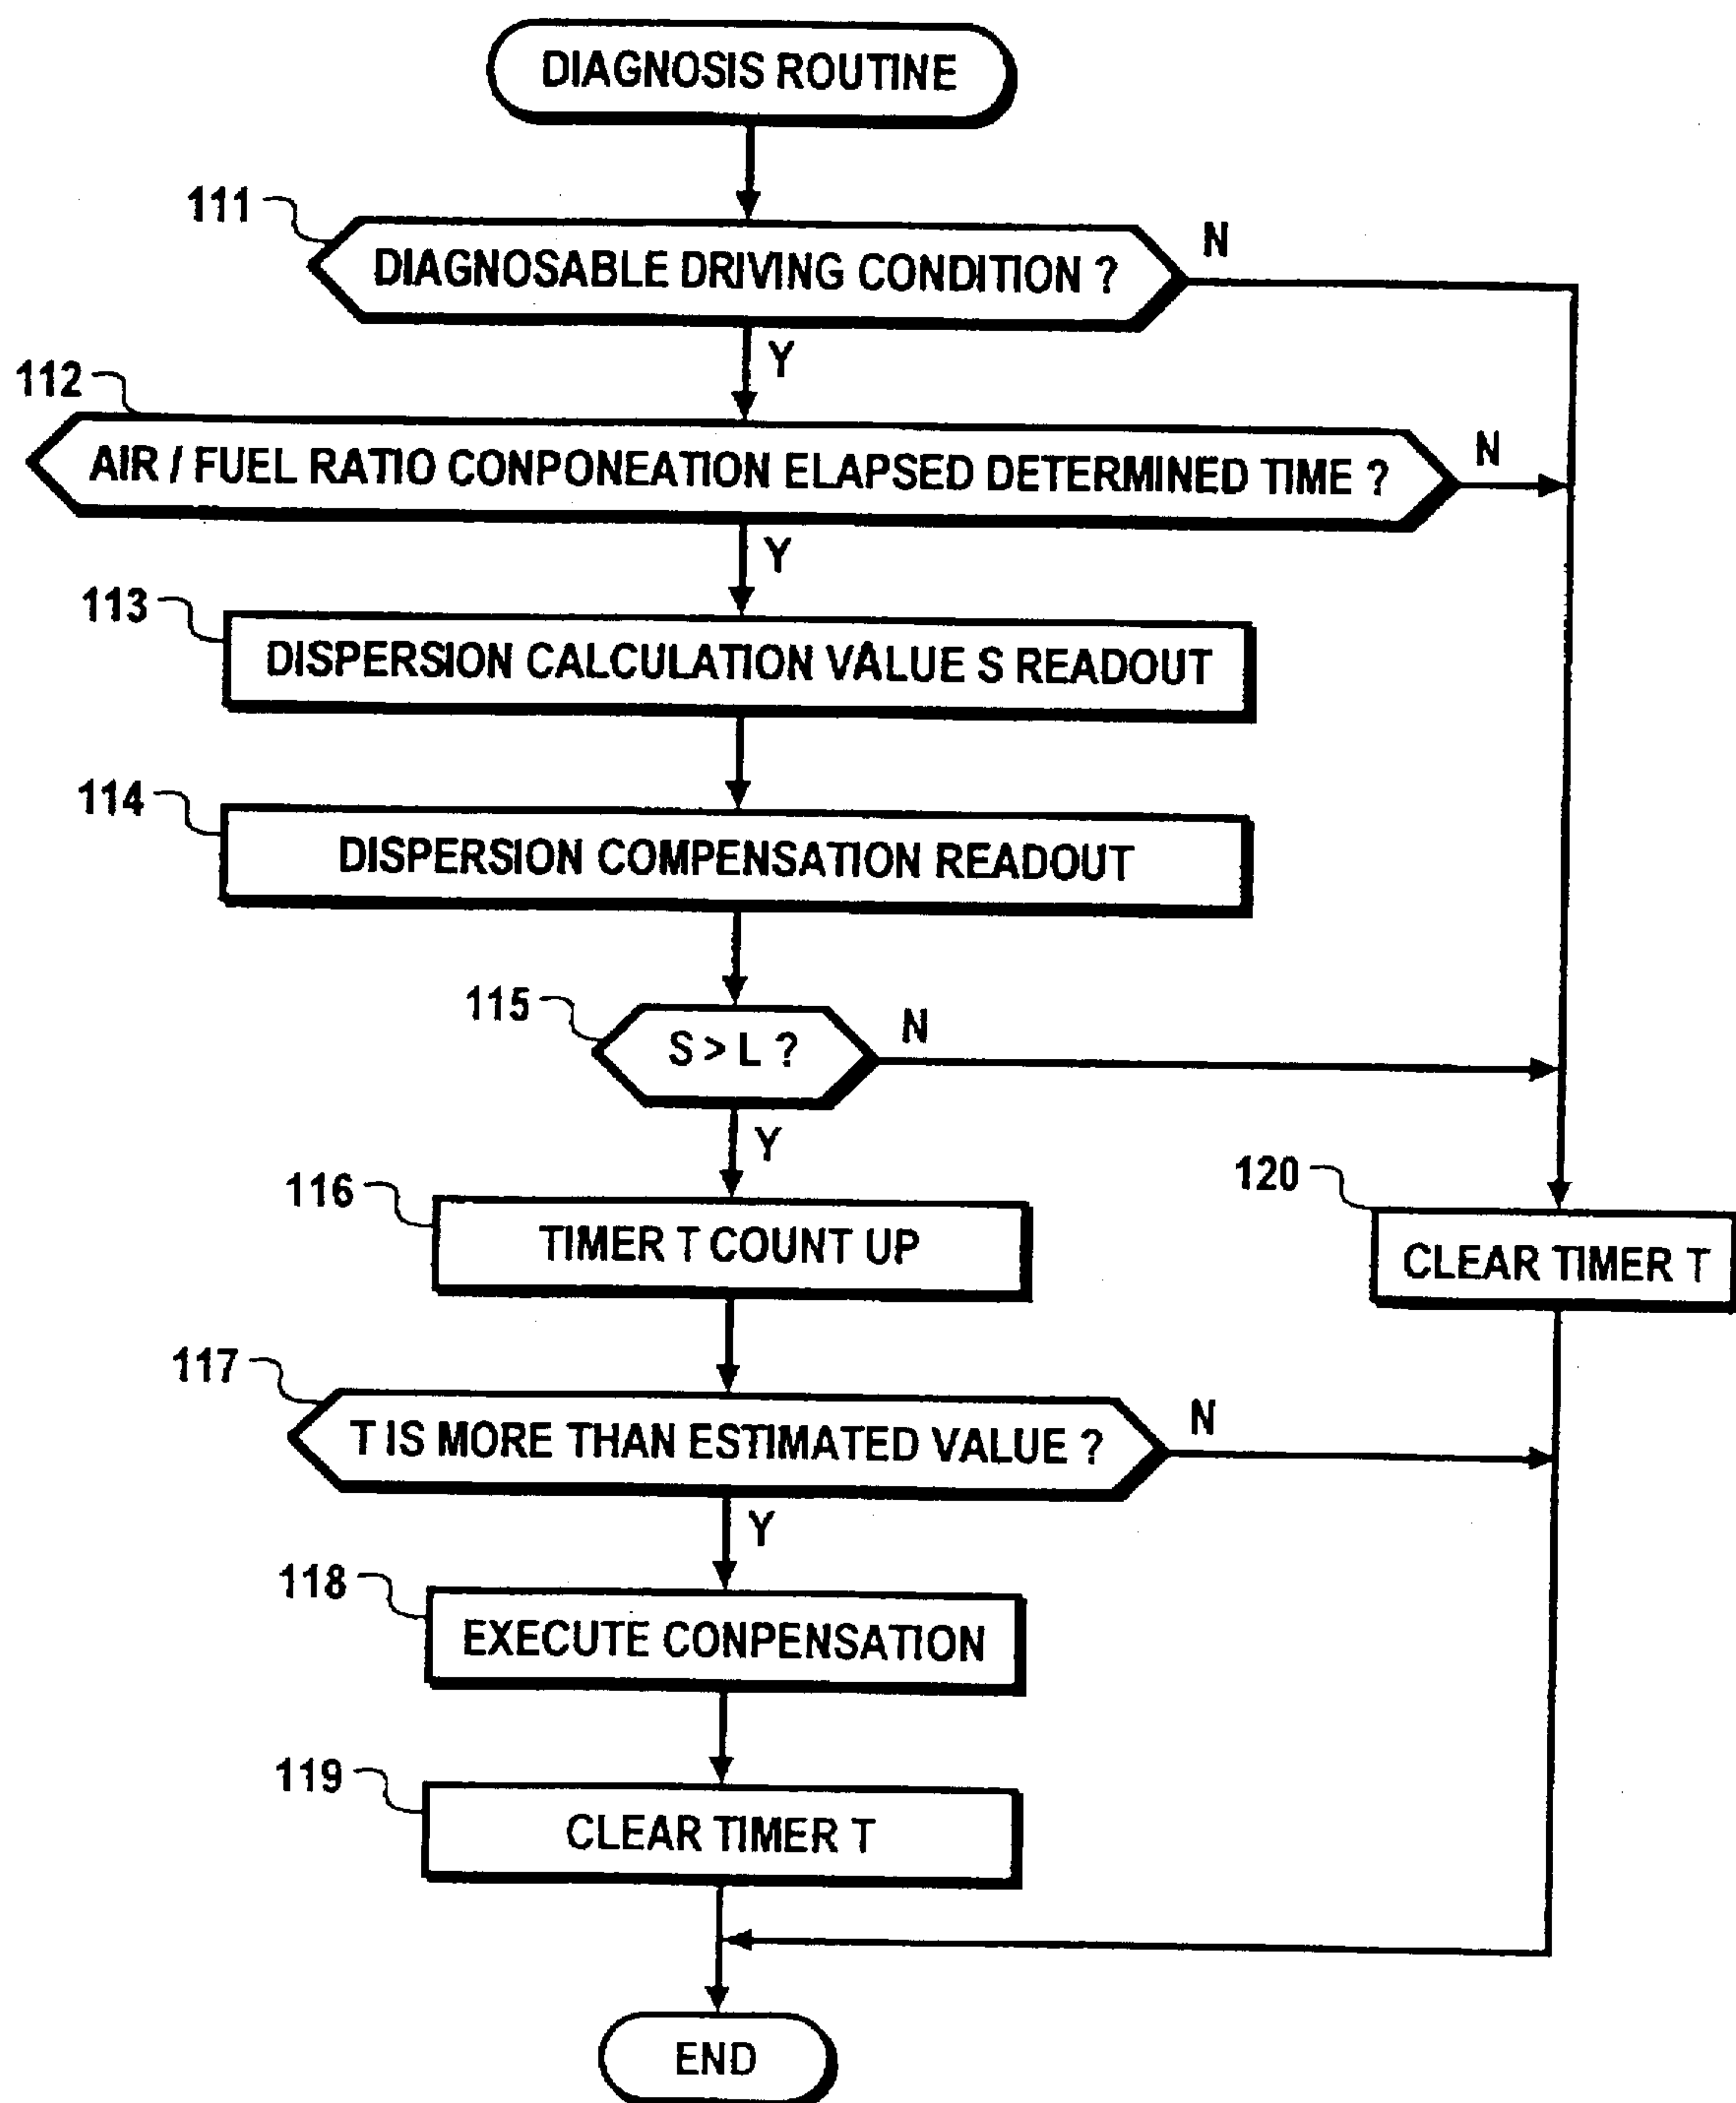 DIAGNOSIS ROUTINE
111
DIAGNOSABLE DRIVING CONDITION ?
N
Y
112
AIR / FUEL RATIO CONPONEATION ELAPSED DETERMINED TIME ?
N
Y
113
DISPERSION CALCULATION VALUE S READOUT
114
DISPERSION COMPENSATION READOUT
115
S > L ?
N
Y
116
TIMER T COUNT UP
120
CLEAR TIMER T
117
T IS MORE THAN ESTIMATED VALUE ?
N
Y
118
EXECUTE CONPENSATION
119
CLEAR TIMER T
END